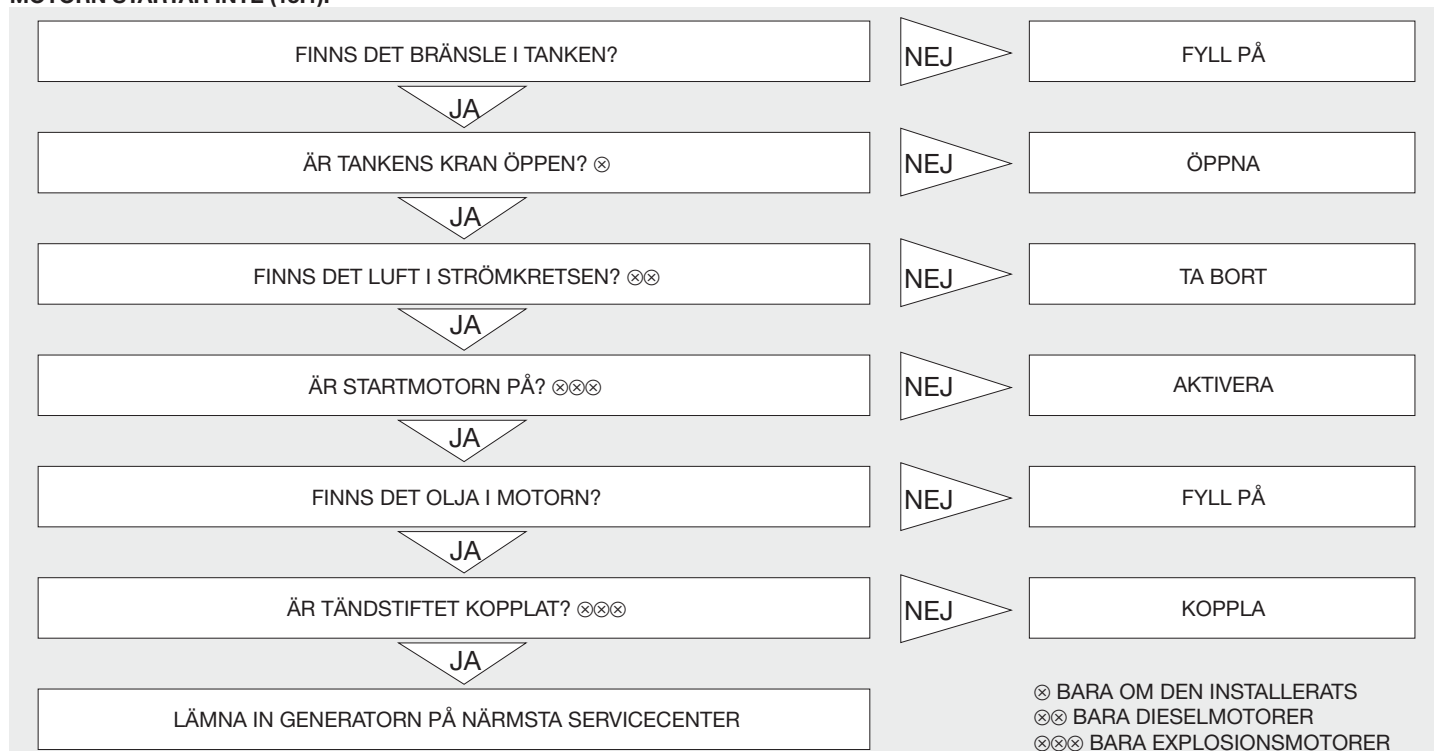 FINNS DET BRÄNSLE I TANKEN? NEJ FYLL PÅ
JA
ÄR TANKENS KRAN ÖPPEN? ⊗ NEJ ÖPPNA
JA
FINNS DET LUFT I STRÖMKRETSEN? ⊗⊗ NEJ TA BORT
JA
ÄR STARTMOTORN PÅ? ⊗⊗⊗ NEJ AKTIVERA
JA
FINNS DET OLJA I MOTORN? NEJ FYLL PÅ
JA
ÄR TÄNDSTIFTET KOPPLAT? ⊗⊗⊗ NEJ KOPPLA
JA
LÄMNA IN GENERATORN PÅ NÄRMSTA SERVICECENTER
⊗ BARA OM DEN INSTALLERATS
⊗⊗ BARA DIESELMOTORER
⊗⊗⊗ BARA EXPLOSIONSMOTORER